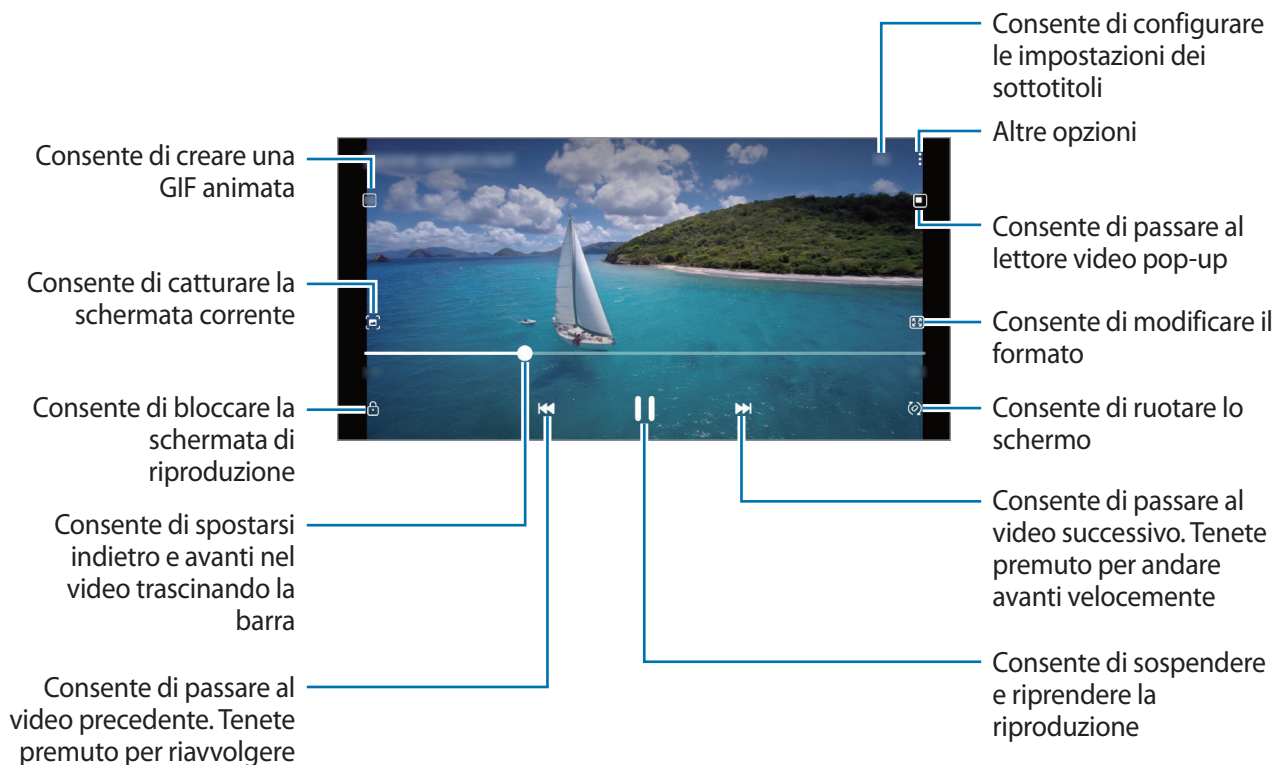 Consente di creare una
GIF animata
Consente di catturare la
schermata corrente
Consente di bloccare la
schermata di
riproduzione
Consente di spostarsi
indietro e avanti nel
video trascinando la
barra
Consente di passare al
video precedente. Tenete
premuto per riavvolgere
Consente di configurare
le impostazioni dei
sottotitoli
Altre opzioni
Consente di passare al
lettore video pop-up
Consente di modificare il
formato
Consente di ruotare lo
schermo
Consente di passare al
video successivo. Tenete
premuto per andare
avanti velocemente
Consente di sospendere
e riprendere la
riproduzione